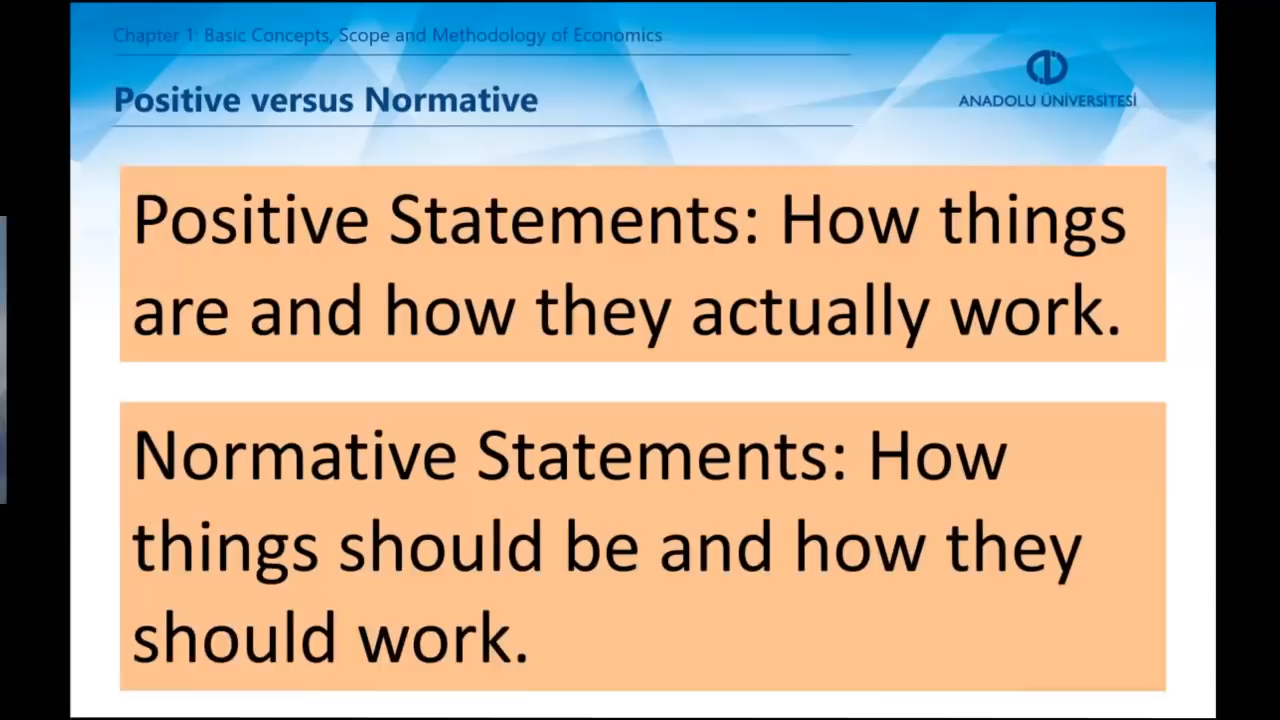 Chapter 1: Basic Concepts, Scope and Methodology of Economics
Positive versus Normative
ANADOLU ÜNİVERSİTESİ
Positive Statements: How things
are and how they actually work.
Normative Statements: How
things should be and how they
should work.